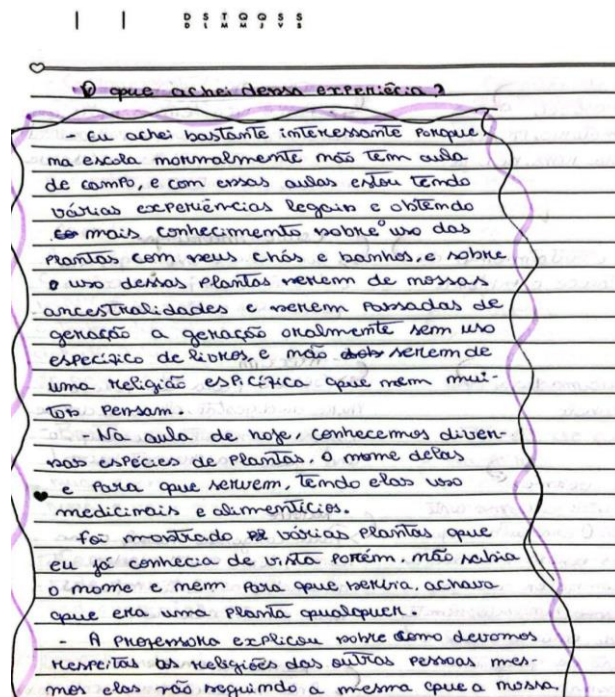 D S T Q Q S S
D L M M J V S
O que achei dessa experiêcia?
- Eu achei bastante interessante porque
na escola normalmente não tem aula
de campo, e com essas aulas estou tendo
várias experiências legais e obtendo
mais conhecimento sobre o uso das
plantas com seus chás e banhos, e sobre
o uso dessas plantas serem de nossas
ancestralidades e serem passadas de
geração a geração oralmente sem uso
específico de livros, e não serem de
uma religião espicífica que nem mui-
tos pensam.
- Na aula de hoje, conhecemos diver-
sas espécies de plantas, o nome delas
e para que servem, tendo elas uso
medicinais e alimentícios.
foi mostrado várias plantas que
eu já conhecia de vista porém, não sabia
o nome e nem para que servia, achava
que era uma planta qualquer.
- A professora explicou sobre como devemos
respeitas as religiões das outras pessoas mes-
mos elas não seguindo a mesma que a nossa